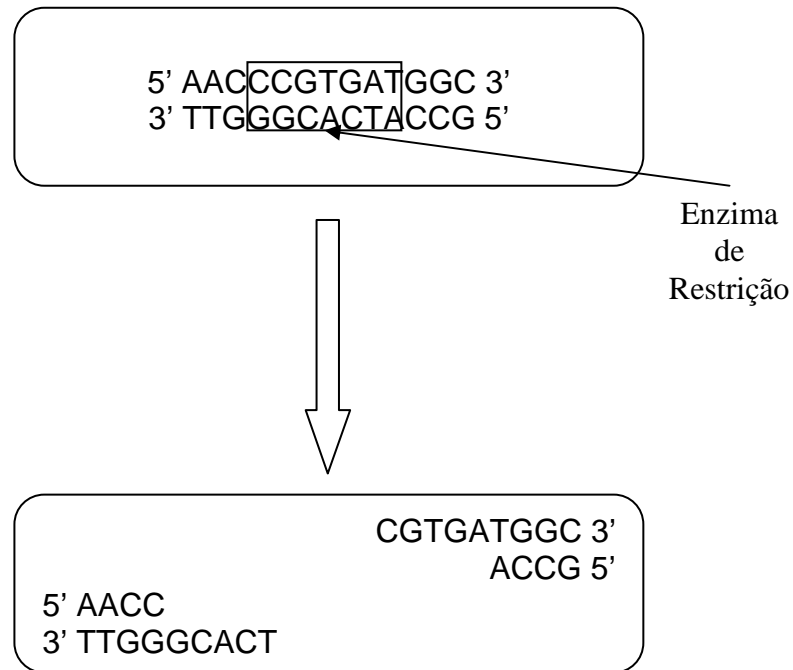 5’ AACCCGTGATGGC 3’
3’ TTGGGCACTACCG 5’
Enzima
de
Restrição
CGTGATGGC 3’
ACCG 5’
5’ AACC
3’ TTGGGCACT